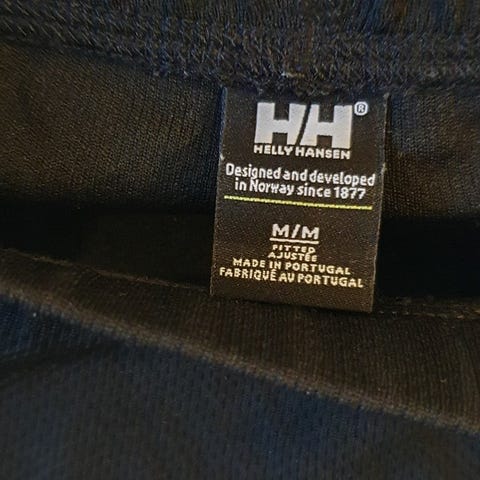 HH®
HELLY HANSEN
Designed and developed
in Norway since 1877
M/M
FITTED
AJUSTÉE
MADE IN PORTUGAL
FABRIQUÉ AU PORTUGAL